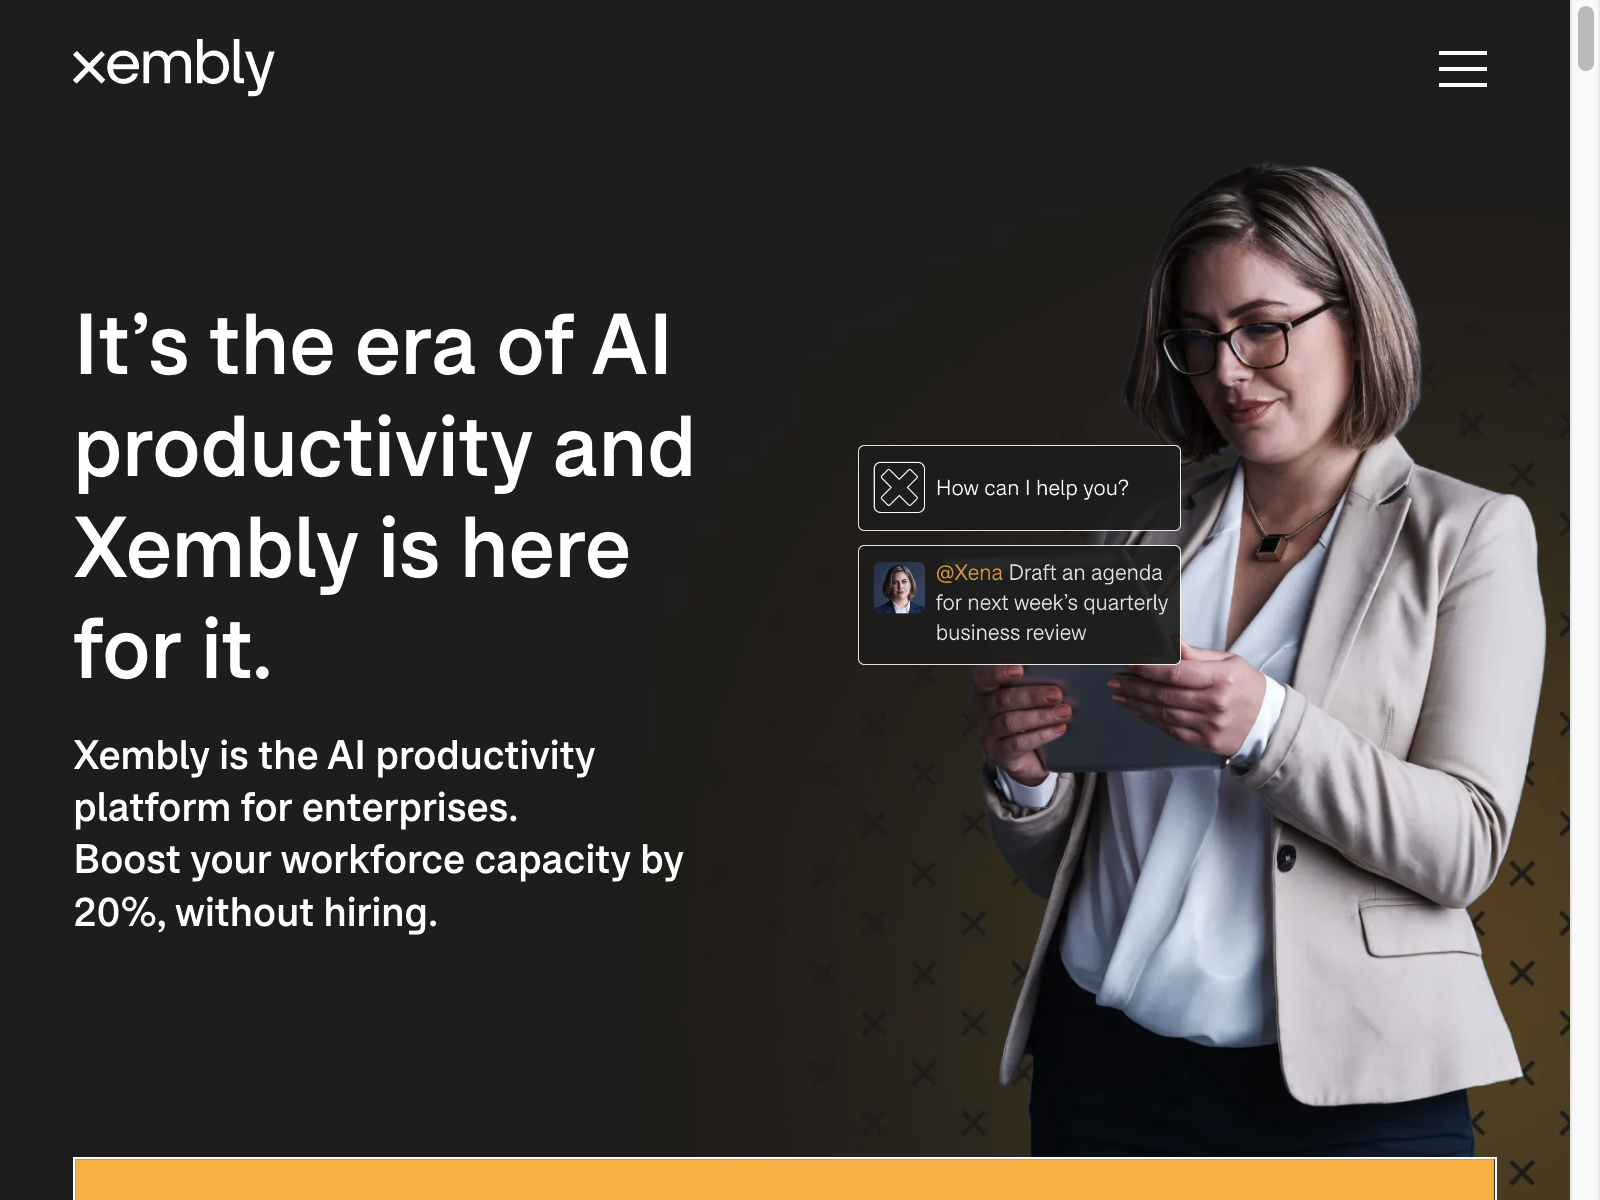 xembly
It’s the era of AI
productivity and
Xembly is here
for it.
Xembly is the AI productivity
platform for enterprises.
Boost your workforce capacity by
20%, without hiring.
How can I help you?
@Xena Draft an agenda
for next week’s quarterly
business review